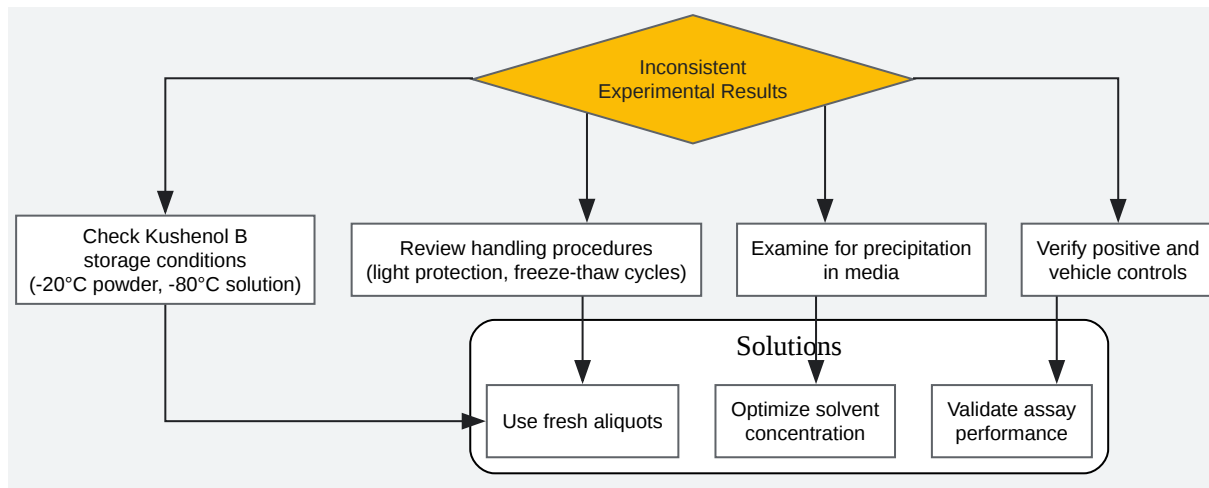 Inconsistent
Experimental Results
Check Kushenol B
storage conditions
(-20°C powder, -80°C solution)
Review handling procedures
(light protection, freeze-thaw cycles)
Examine for precipitation
in media
Verify positive and
vehicle controls
Solutions
Use fresh aliquots
Optimize solvent
concentration
Validate assay
performance